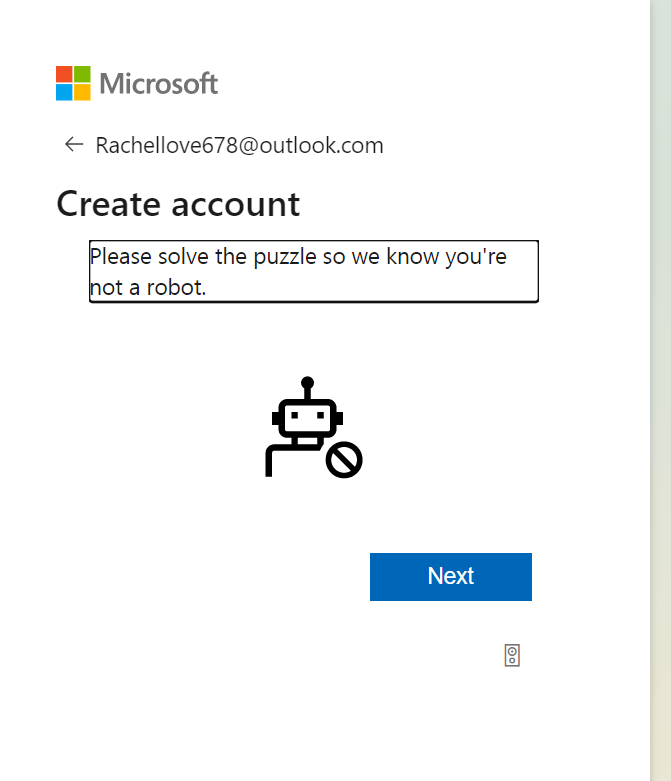 Microsoft
← Rachellove678@outlook.com
Create account
Please solve the puzzle so we know you're
not a robot.
Next